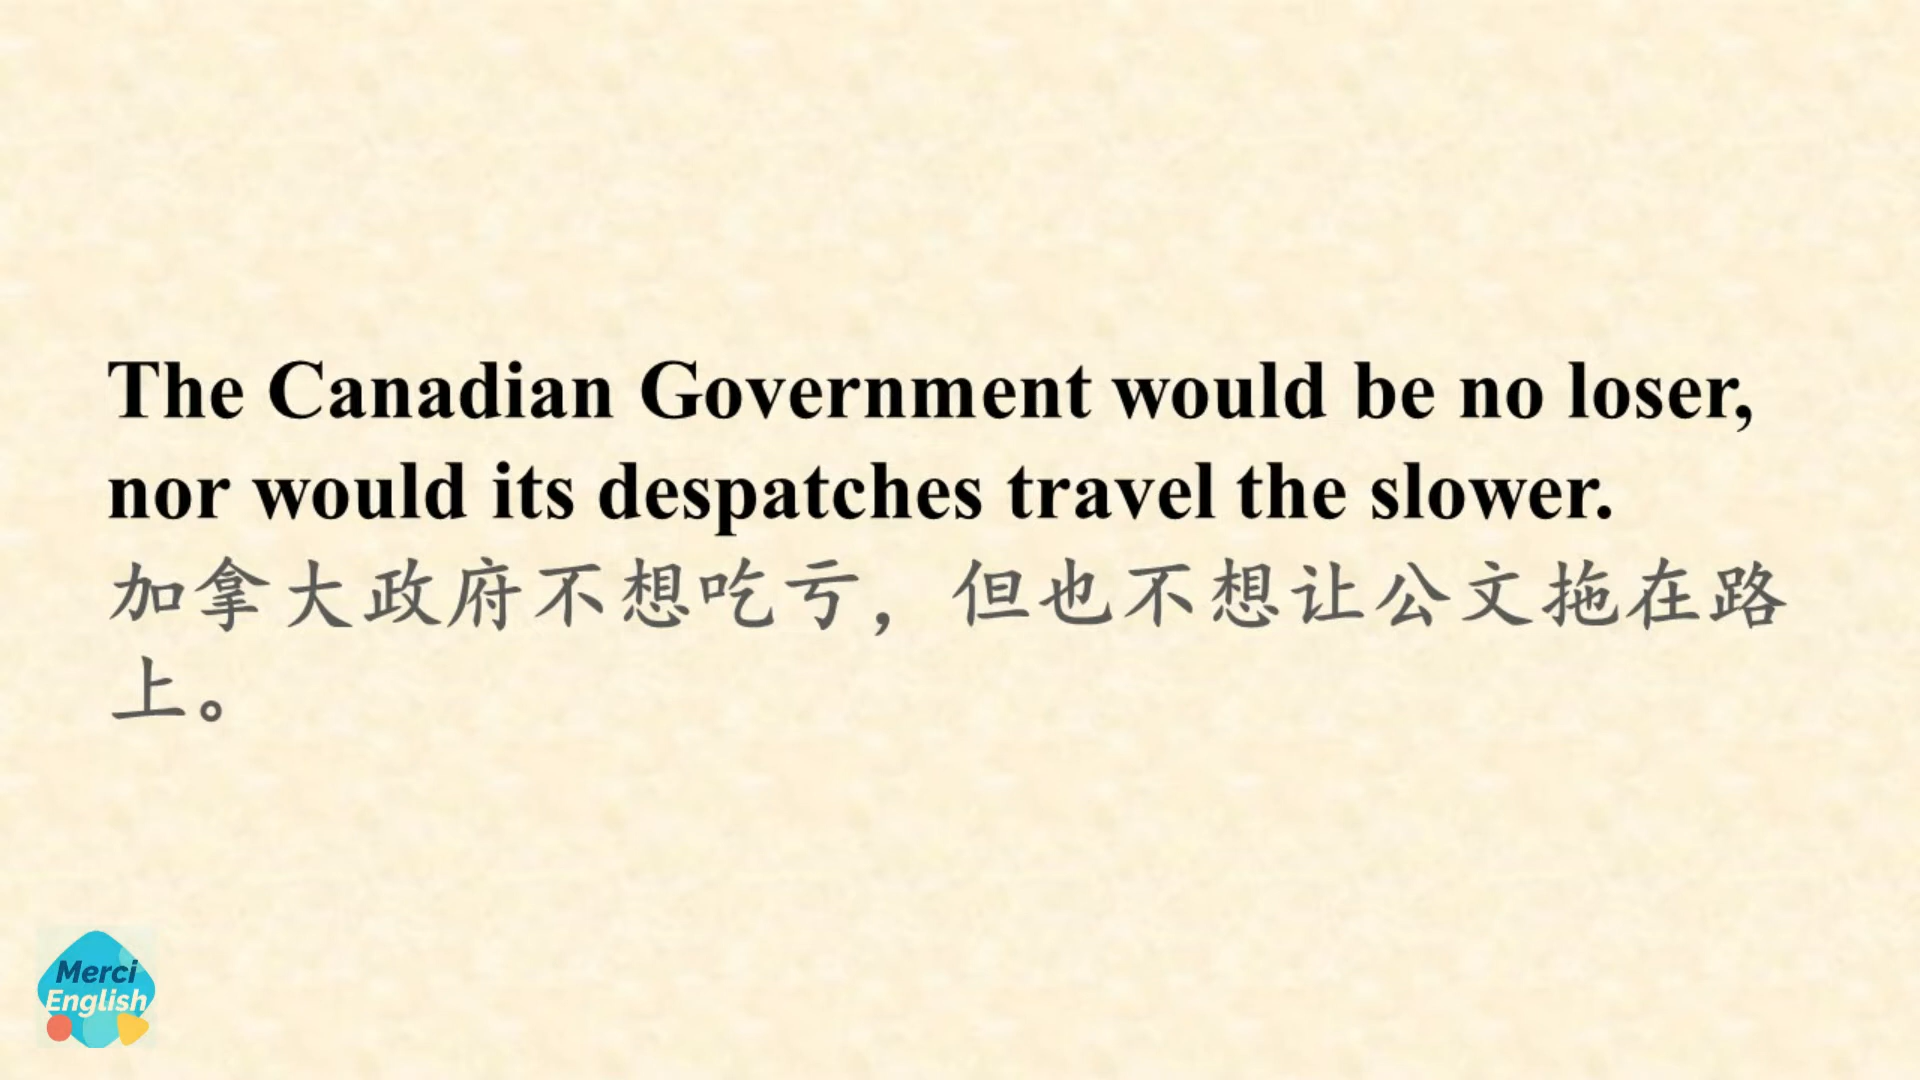 The Canadian Government would be no loser,
nor would its despatches travel the slower.
加拿大政府不想吃亏，但也不想让公文拖在路
上。
Merci
English